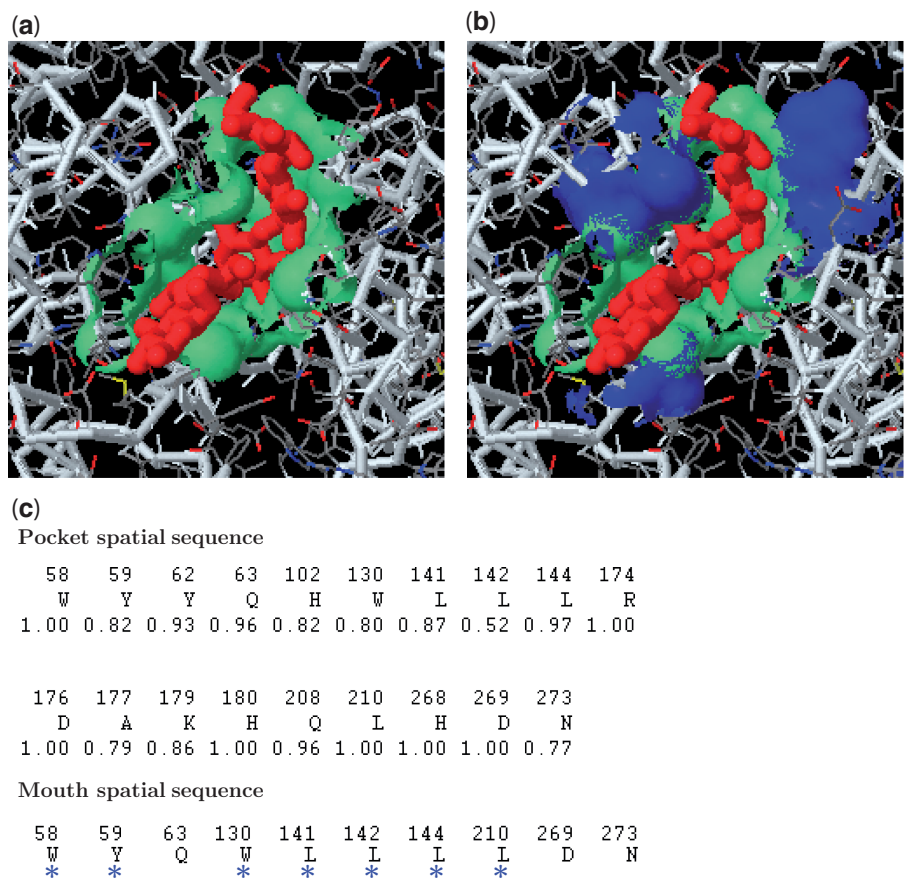 (a) (b)
(c)
Pocket spatial sequence
58 59 62 63 102 130 141 142 144 174
W Y Y Q H W L L L R
1.00 0.82 0.93 0.96 0.82 0.80 0.87 0.52 0.97 1.00
176 177 179 180 208 210 268 269 273
D A K H Q L H D N
1.00 0.79 0.86 1.00 0.96 1.00 1.00 1.00 0.77
Mouth spatial sequence
58 59 63 130 141 142 144 210 269 273
W Y Q W L L L L D N
* * * * * * *